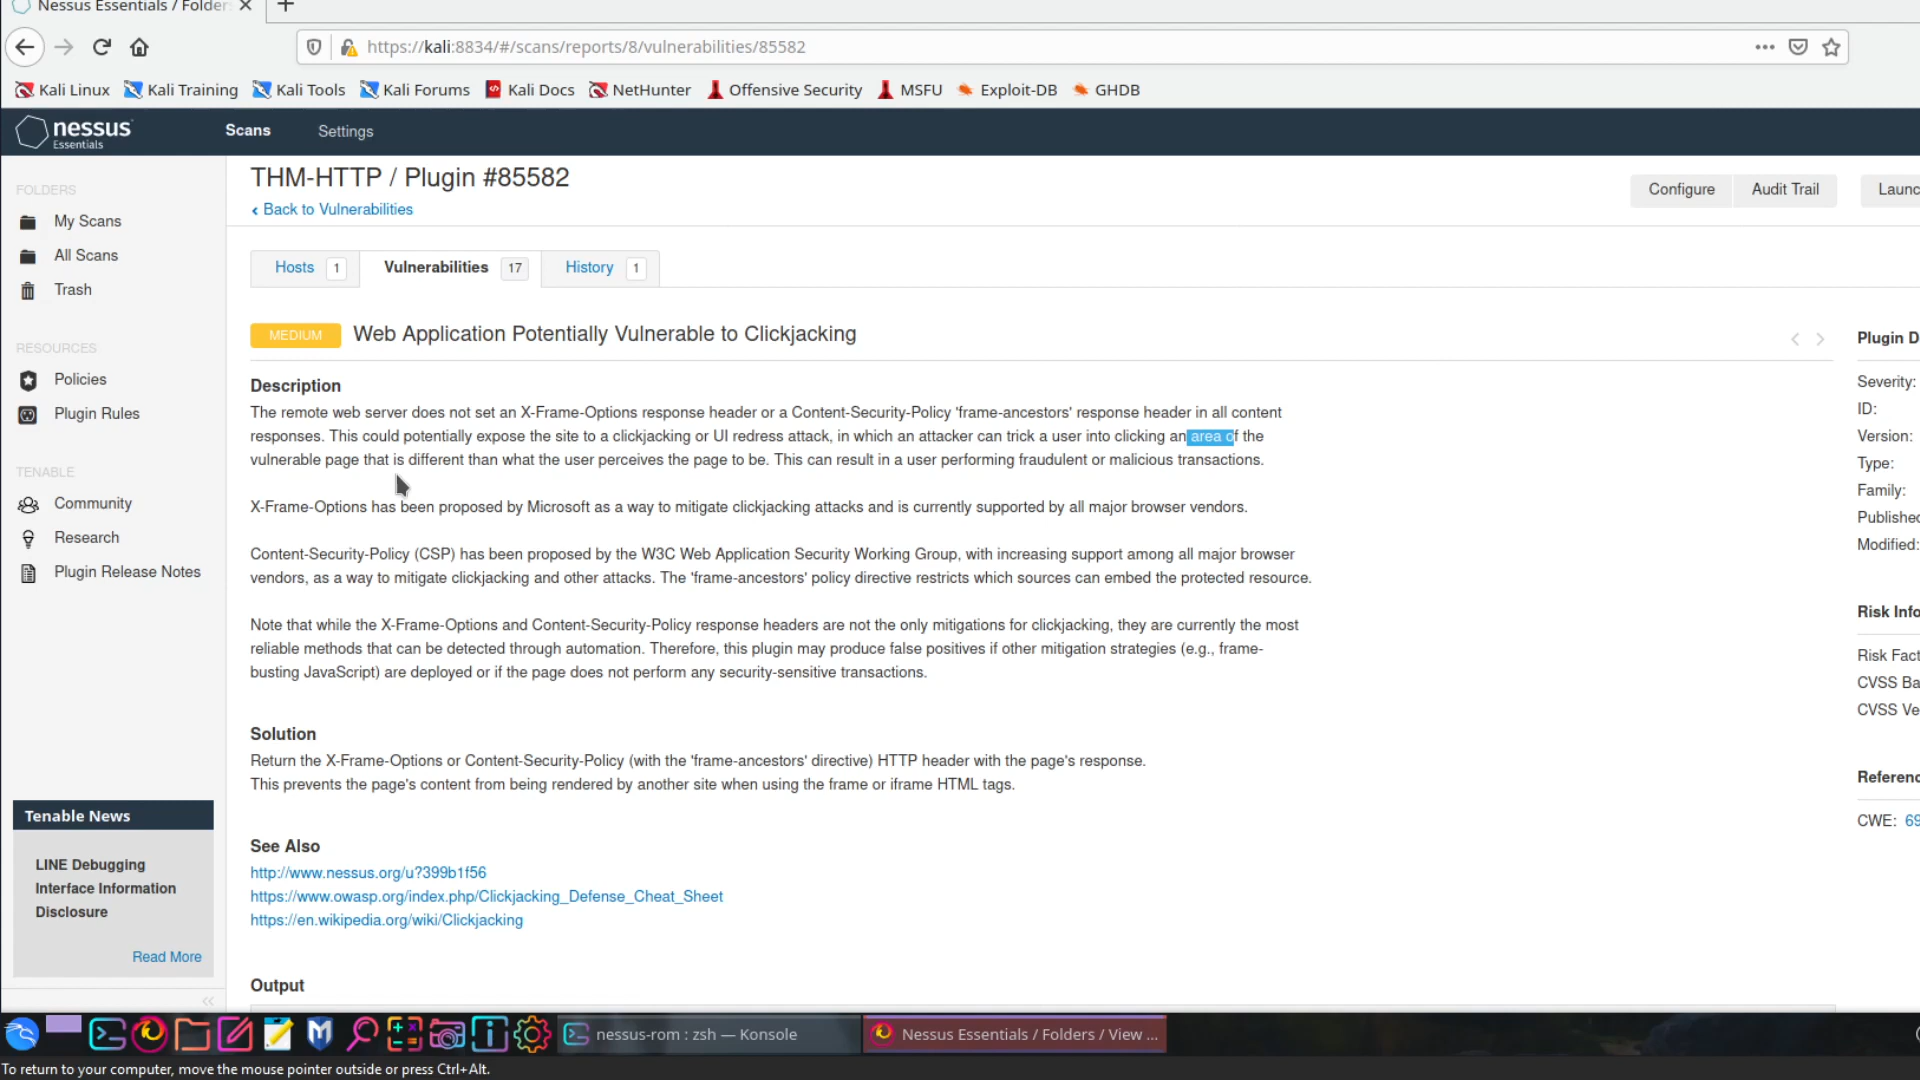 Nessus Essentials / Folder
https://kali:8834/#/scans/reports/8/vulnerabilities/85582
Kali Linux Kali Training Kali Tools Kali Forums Kali Docs NetHunter Offensive Security MSFU Exploit-DB GHDB
nessus
Essentials
Scans Settings
THM-HTTP / Plugin #85582
Configure Audit Trail Launc
‹ Back to Vulnerabilities
FOLDERS
My Scans
All Scans
Trash
RESOURCES
Policies
Plugin Rules
TENABLE
Community
Research
Plugin Release Notes
Tenable News
LINE Debugging
Interface Information
Disclosure
Read More
Hosts 1 Vulnerabilities 17 History 1
MEDIUM Web Application Potentially Vulnerable to Clickjacking
Description
The remote web server does not set an X-Frame-Options response header or a Content-Security-Policy 'frame-ancestors' response header in all content
responses. This could potentially expose the site to a clickjacking or UI redress attack, in which an attacker can trick a user into clicking an area of the
vulnerable page that is different than what the user perceives the page to be. This can result in a user performing fraudulent or malicious transactions.
X-Frame-Options has been proposed by Microsoft as a way to mitigate clickjacking attacks and is currently supported by all major browser vendors.
Content-Security-Policy (CSP) has been proposed by the W3C Web Application Security Working Group, with increasing support among all major browser
vendors, as a way to mitigate clickjacking and other attacks. The 'frame-ancestors' policy directive restricts which sources can embed the protected resource.
Note that while the X-Frame-Options and Content-Security-Policy response headers are not the only mitigations for clickjacking, they are currently the most
reliable methods that can be detected through automation. Therefore, this plugin may produce false positives if other mitigation strategies (e.g., frame-
busting JavaScript) are deployed or if the page does not perform any security-sensitive transactions.
Solution
Return the X-Frame-Options or Content-Security-Policy (with the 'frame-ancestors' directive) HTTP header with the page's response.
This prevents the page's content from being rendered by another site when using the frame or iframe HTML tags.
See Also
http://www.nessus.org/u?399b1f56
https://www.owasp.org/index.php/Clickjacking_Defense_Cheat_Sheet
https://en.wikipedia.org/wiki/Clickjacking
Output
Plugin D
Severity:
ID:
Version:
Type:
Family:
Published
Modified:
Risk Info
Risk Fact
CVSS Ba
CVSS Ve
Referenc
CWE: 69
nessus-rom : zsh — Konsole
Nessus Essentials / Folders / View ...
To return to your computer, move the mouse pointer outside or press Ctrl+Alt.